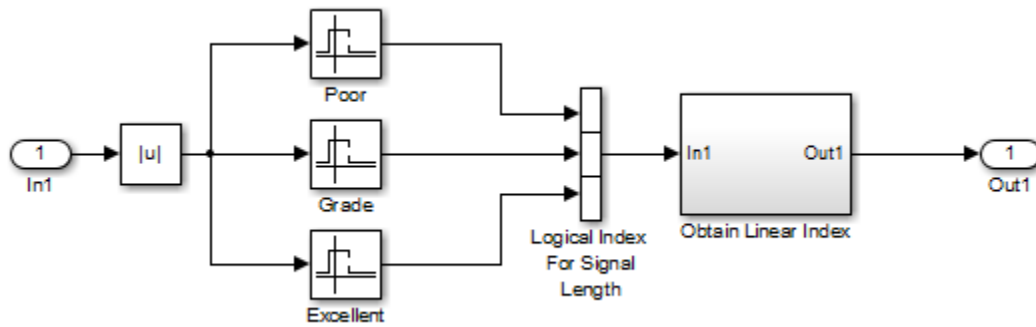 Poor
1
In1
|u|
Grade
Excellent
Logical Index
For Signal
Length
In1
Out1
Obtain Linear Index
1
Out1